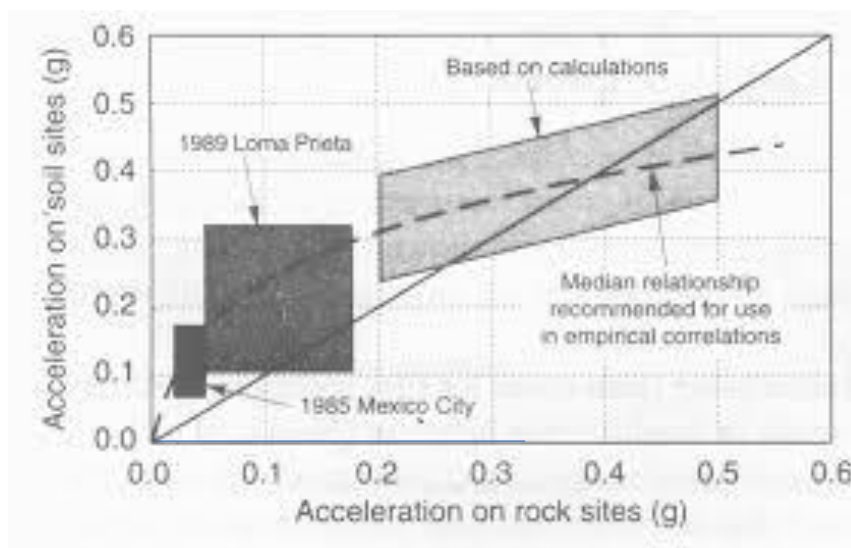 0.6
0.5
0.4
0.3
0.2
0.1
0.0
Acceleration on soil sites (g)
Based on calculations
1989 Loma Prieta
Median relationship
recommended for use
in empirical correlations
1985 Mexico City
0.0 0.1 0.2 0.3 0.4 0.5 0.6
Acceleration on rock sites (g)